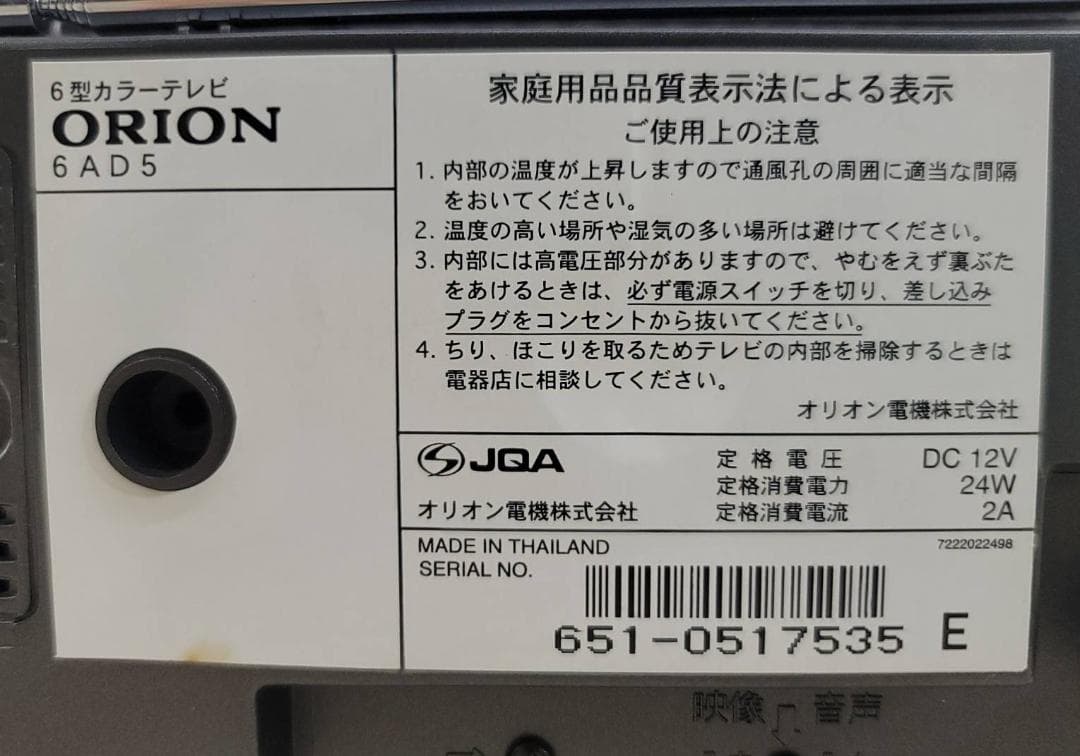 6型カラーテレビ
ORION
6AD5
家庭用品品質表示法による表示
ご使用上の注意
1. 内部の温度が上昇しますので通風孔の周囲に適当な間隔
をおいてください。
2. 温度の高い場所や湿気の多い場所は避けてください。
3. 内部には高電圧部分がありますので、やむをえず裏ぶた
をあけるときは、必ず電源スイッチを切り、差し込み
プラグをコンセントから抜いてください。
4. ちり、ほこりを取るためテレビの内部を掃除するときは
電器店に相談してください。
オリオン電機株式会社
JQA
オリオン電機株式会社
定格電圧 DC 12V
定格消費電力 24W
定格消費電流 2A
MADE IN THAILAND
7222022498
SERIAL NO.
651-0517535 E
映像 音声